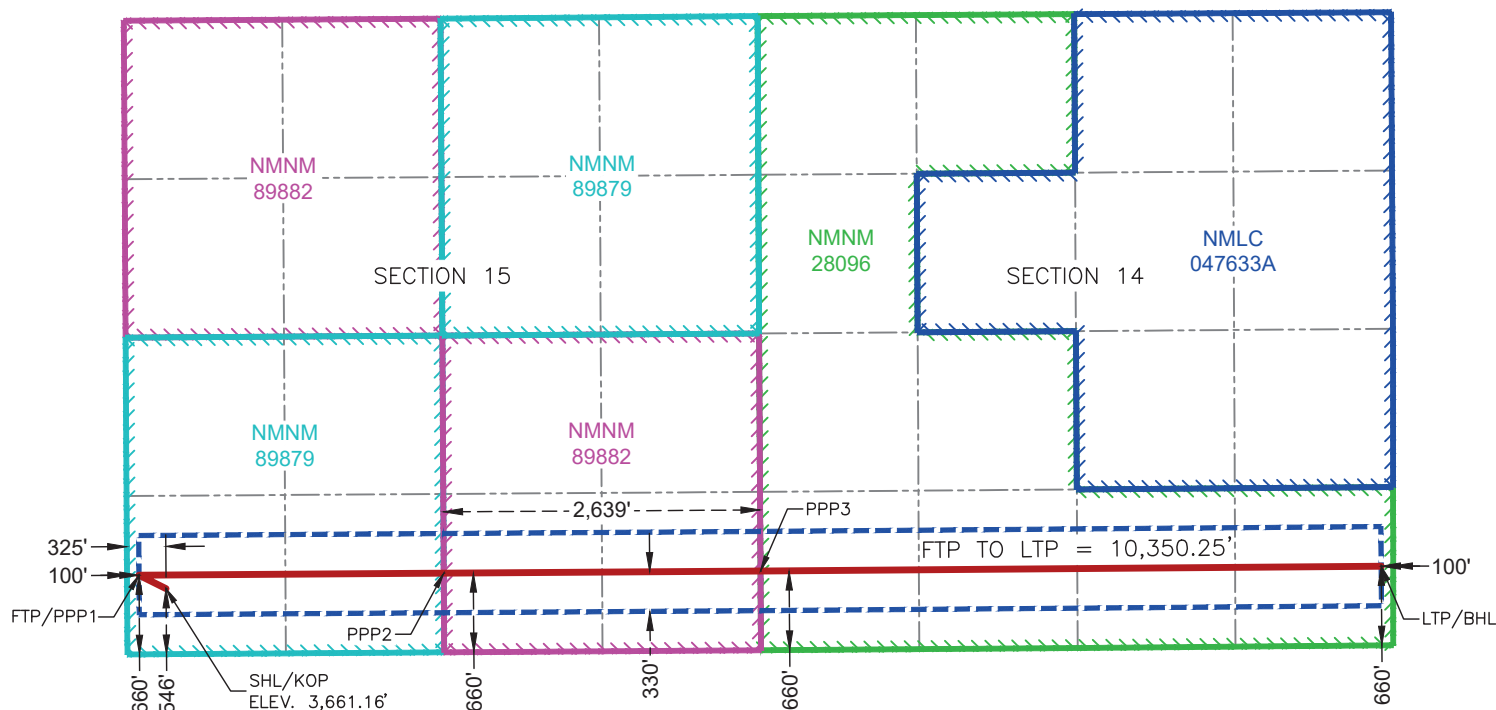 NMNM
89882
NMNM
89879
NMNM
28096
NMLC
047633A
SECTION 15
SECTION 14
NMNM
89879
NMNM
89882
2,639'
PPP3
325'
FTP TO LTP = 10,350.25'
100'
100'
FTP/PPP1
PPP2
LTP/BHL
SHL/KOP
ELEV. 3,661.16'
660'
546'
660'
330'
660'
660'